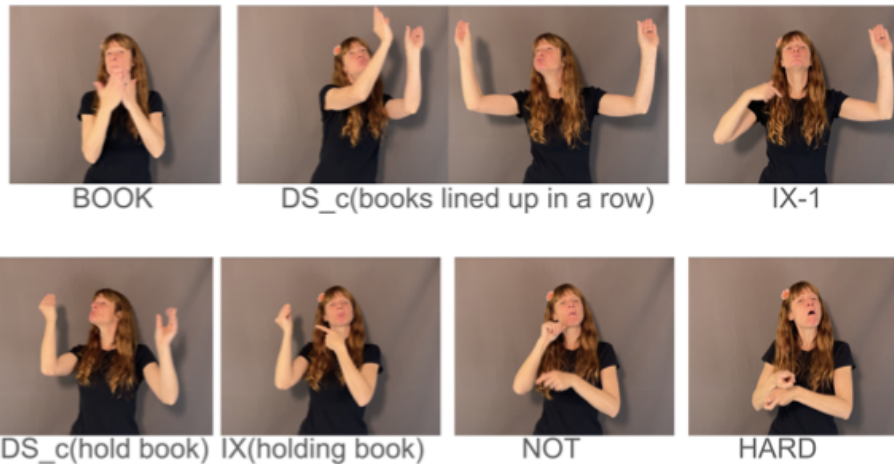 BOOK DS_c(books lined up in a row) IX-1
DS_c(hold book) IX(holding book) NOT HARD